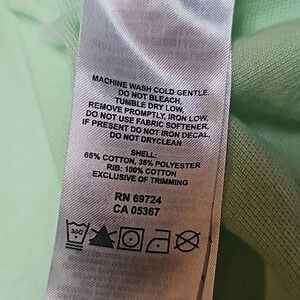 MACHINE WASH COLD GENTLE.
DO NOT BLEACH,
TUMBLE DRY LOW,
REMOVE PROMPTLY, IRON LOW,
DO NOT USE FABRIC SOFTENER,
IF PRESENT DO NOT IRON DECAL,
DO NOT DRYCLEAN
SHELL:
65% COTTON, 35% POLYESTER
RIB: 100% COTTON
EXCLUSIVE OF TRIMMING
RN 69724
CA 05367
30C